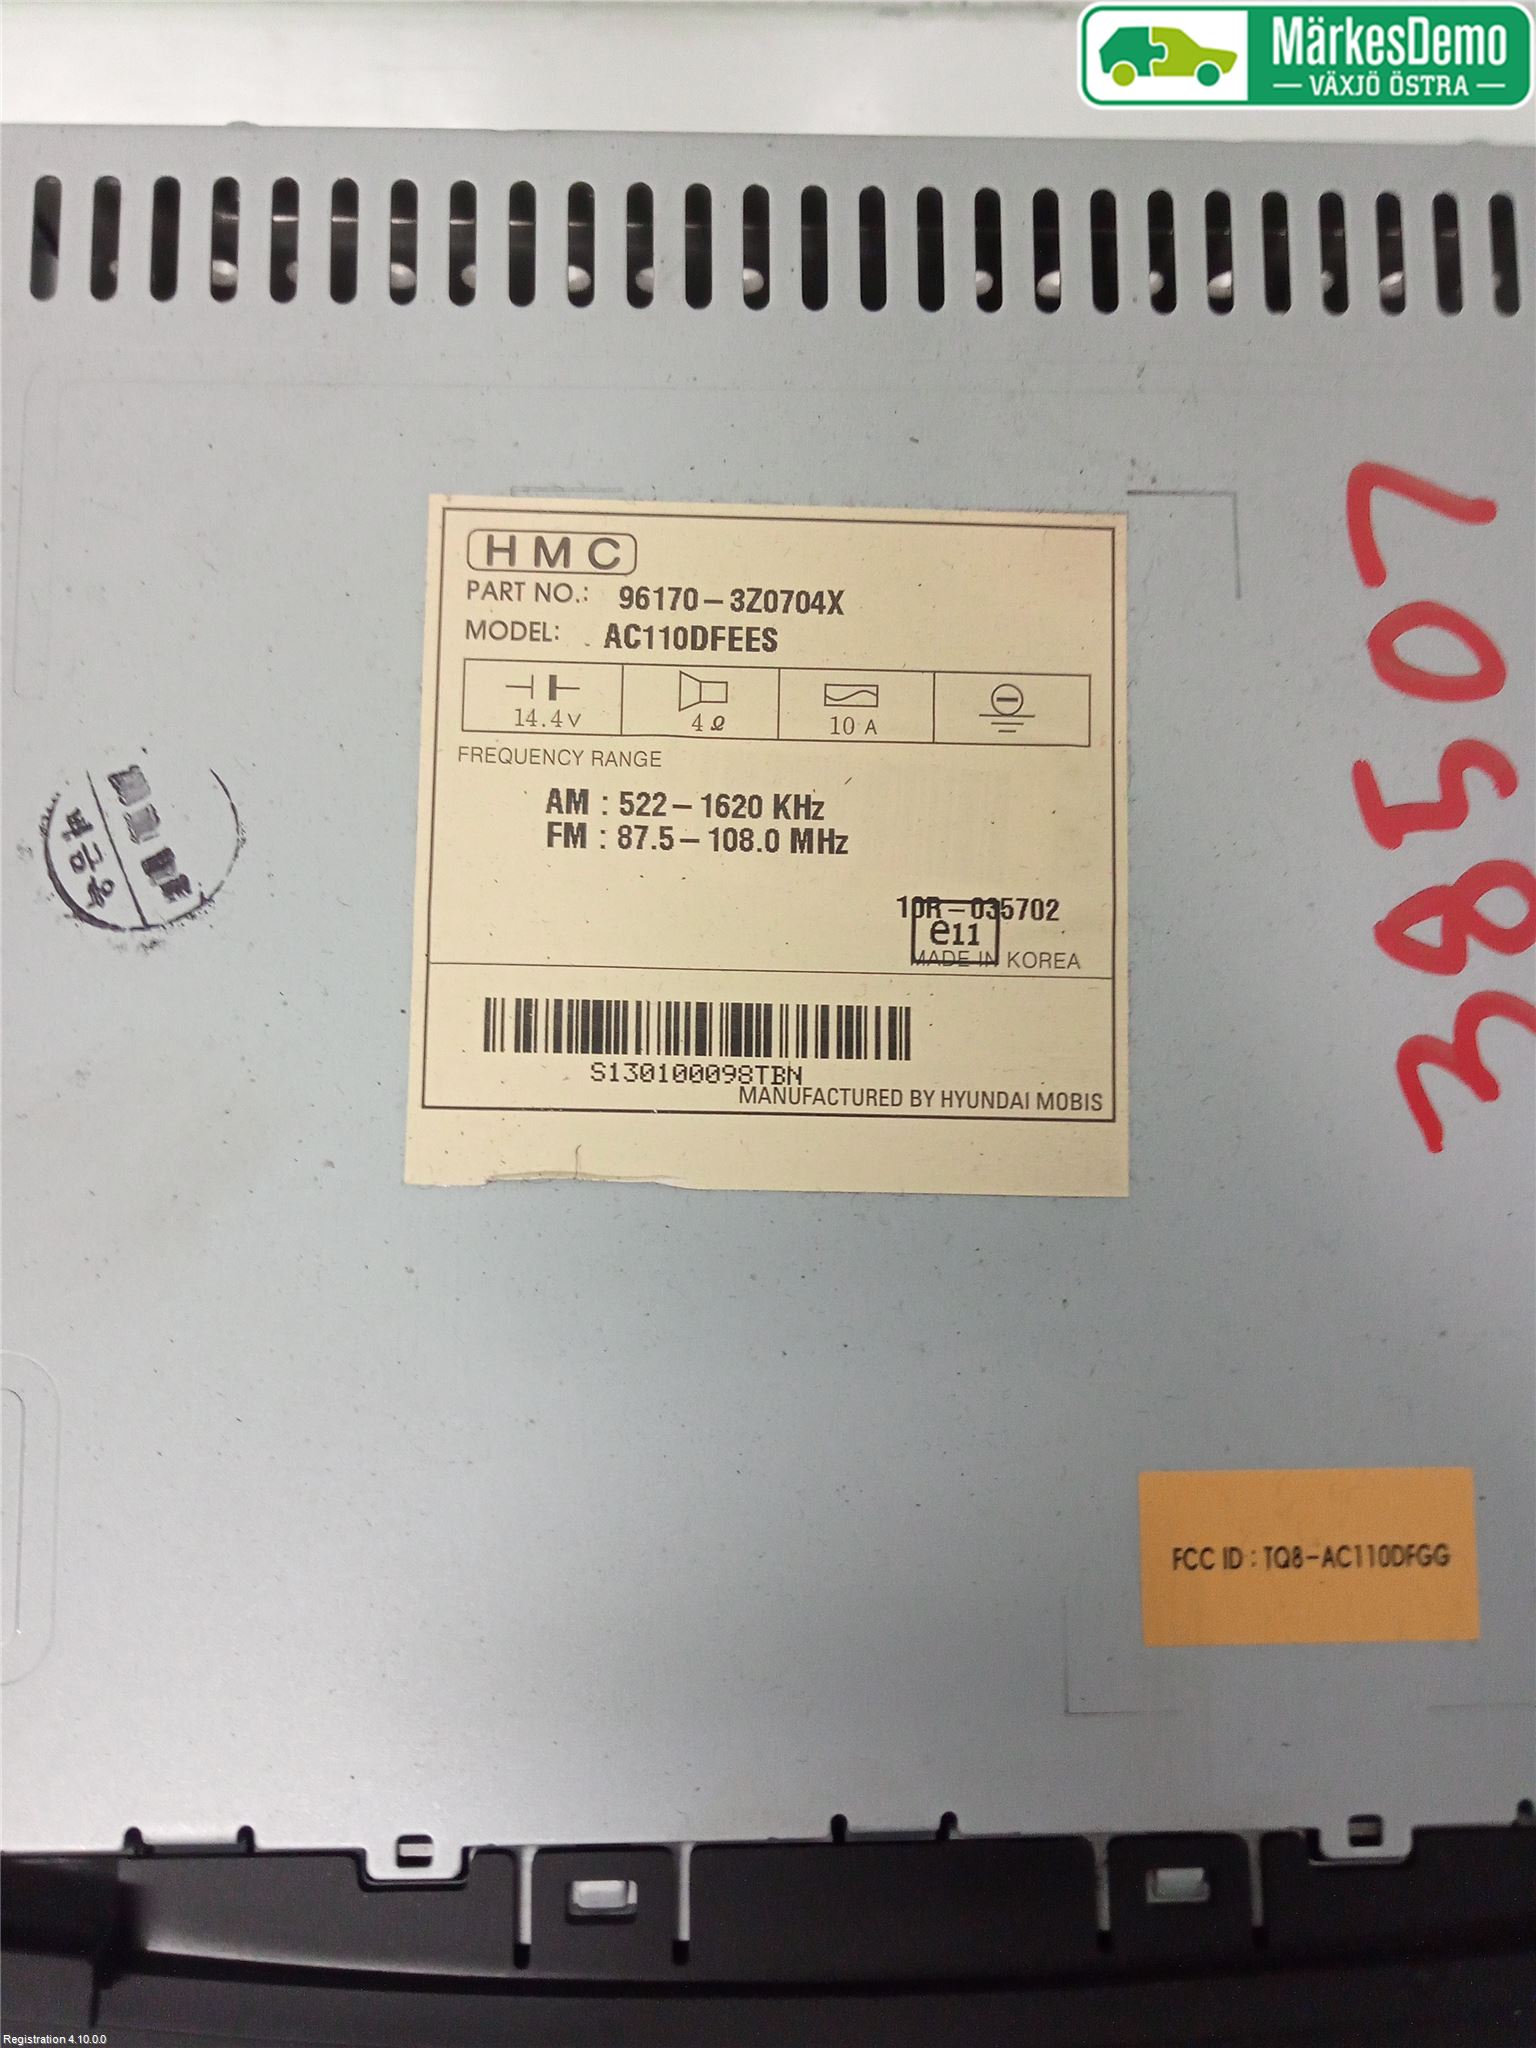 MärkesDemo
VÄXJÖ ÖSTRA
HMC
PART NO.: 96170-3Z0704X
MODEL: AC110DFEES
14.4V
4Ω
10 A
FREQUENCY RANGE
AM : 522-1620 KHz
FM : 87.5-108.0 MHz
10R-035702
e11
MADE IN KOREA
S130100098TBN
MANUFACTURED BY HYUNDAI MOBIS
FCC ID : TQ8-AC110DFGG
Registration 4.10.0.0